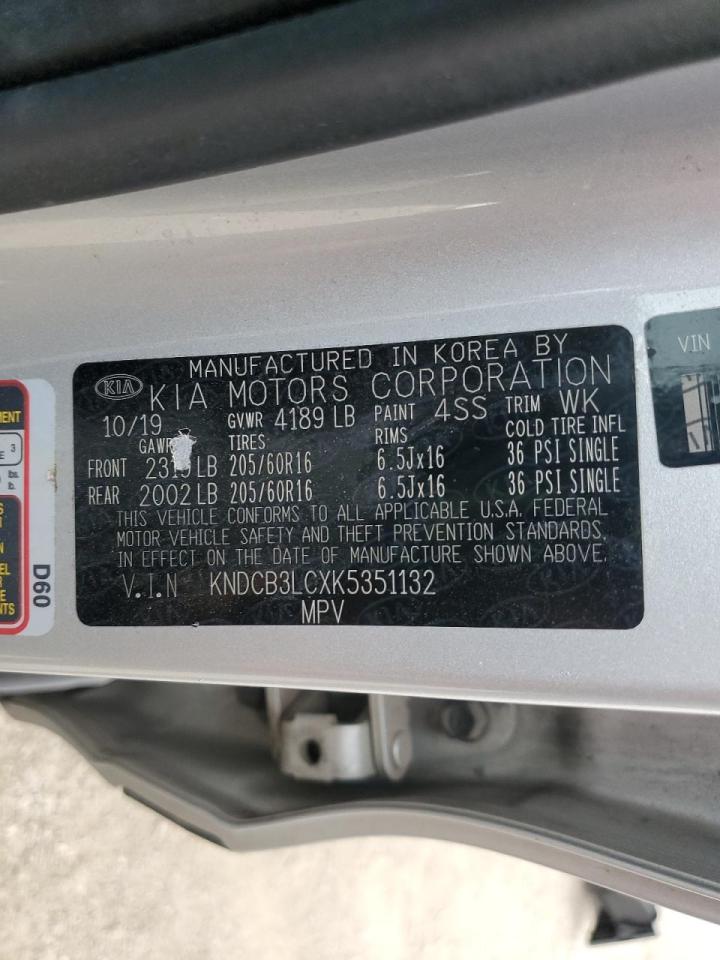 MANUFACTURED IN KOREA BY
KIA KIA MOTORS CORPORATION
10/19 GVWR 4189 LB PAINT 4SS TRIM WK
GAWR TIRES RIMS COLD TIRE INFL
FRONT LB 205/60R16 6.5Jx16 36 PSI SINGLE
REAR 2002 LB 205/60R16 6.5Jx16 36 PSI SINGLE
THIS VEHICLE CONFORMS TO ALL APPLICABLE U.S.A. FEDERAL
MOTOR VEHICLE SAFETY AND THEFT PREVENTION STANDARDS,
IN EFFECT ON THE DATE OF MANUFACTURE SHOWN ABOVE.
V.I.N KNDCB3LCXK5351132
MPV
D60
VIN